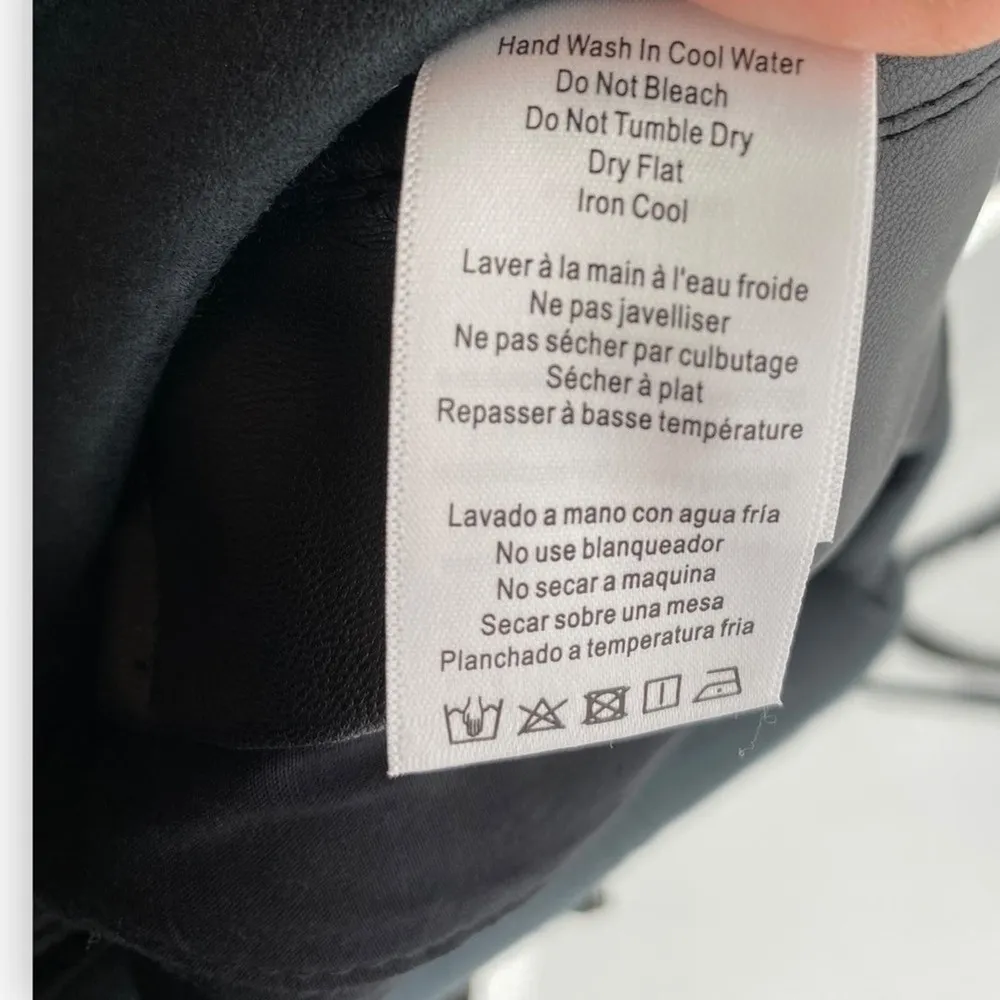 Hand Wash In Cool Water
Do Not Bleach
Do Not Tumble Dry
Dry Flat
Iron Cool
Laver à la main à l'eau froide
Ne pas javelliser
Ne pas sécher par culbutage
Sécher à plat
Repasser à basse température
Lavado a mano con agua fría
No use blanqueador
No secar a maquina
Secar sobre una mesa
Planchado a temperatura fria